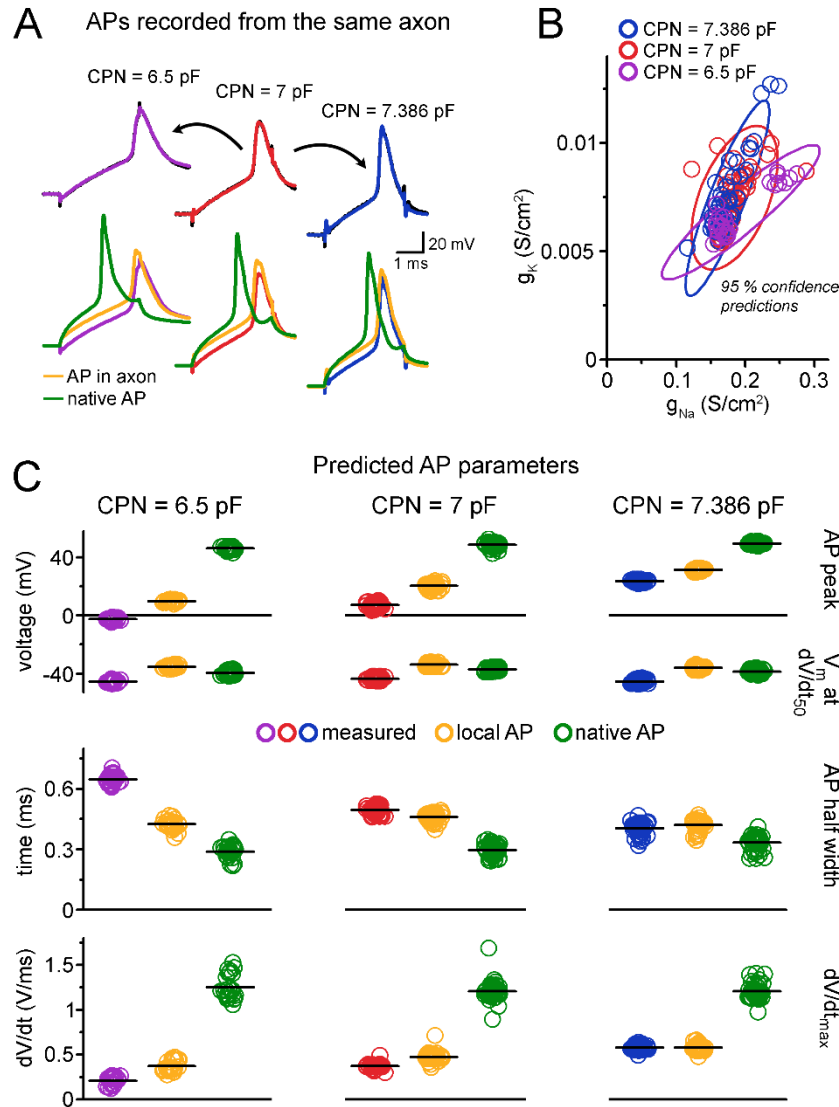 A
APs recorded from the same axon
CPN = 6.5 pF
CPN = 7 pF
CPN = 7.386 pF
20 mV
1 ms
AP in axon
native AP
B
CPN = 7.386 pF
CPN = 7 pF
CPN = 6.5 pF
gK (S/cm²)
0.01
0.005
0
95 % confidence
predictions
0
0.1
0.2
0.3
gNa (S/cm²)
C
Predicted AP parameters
CPN = 6.5 pF
CPN = 7 pF
CPN = 7.386 pF
voltage (mV)
40
0
-40
AP peak
Vm at
dV/dt50
measured
local AP
native AP
time (ms)
0.6
0.3
0
AP half width
dV/dt (V/ms)
1.5
1
0.5
0
dV/dtmax